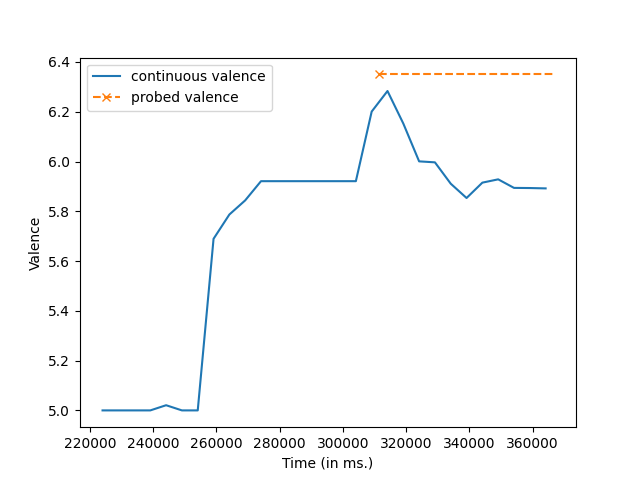 continuous valence
probed valence
6.4
6.2
6.0
5.8
5.6
5.4
5.2
5.0
Valence
220000 240000 260000 280000 300000 320000 340000 360000
Time (in ms.)